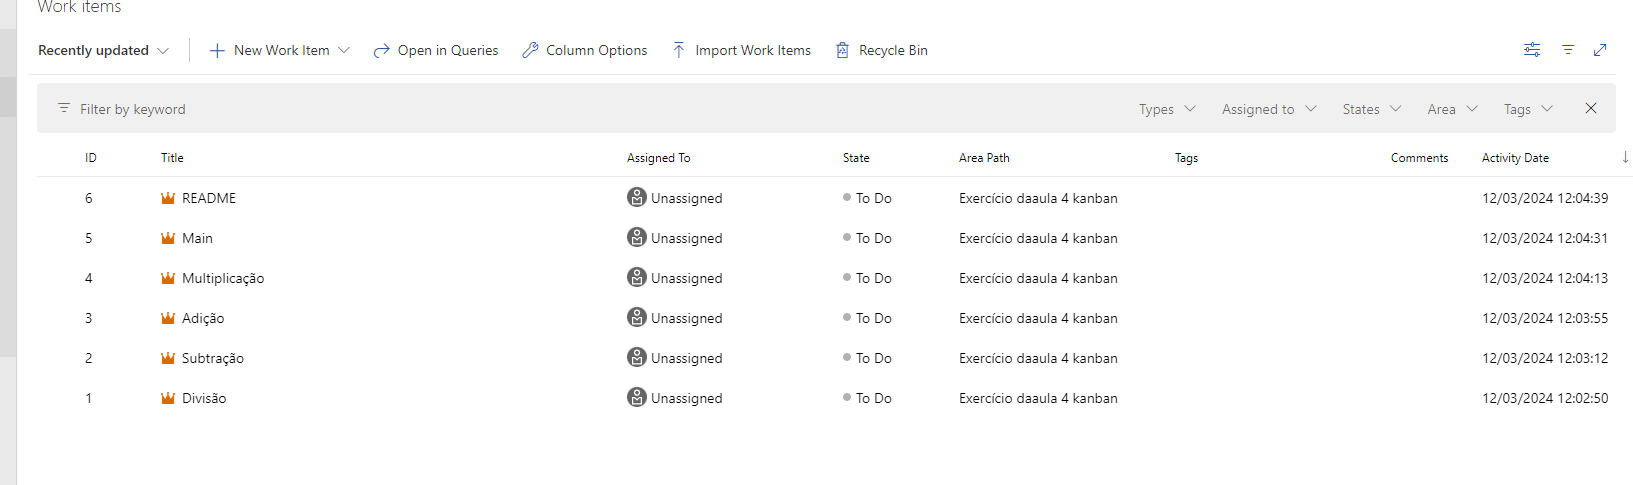 Work items
Recently updated New Work Item Open in Queries Column Options Import Work Items Recycle Bin
Filter by keyword Types Assigned to States Area Tags
ID Title Assigned To State Area Path Tags Comments Activity Date
6 README Unassigned To Do Exercício daaula 4 kanban 12/03/2024 12:04:39
5 Main Unassigned To Do Exercício daaula 4 kanban 12/03/2024 12:04:31
4 Multiplicação Unassigned To Do Exercício daaula 4 kanban 12/03/2024 12:04:13
3 Adição Unassigned To Do Exercício daaula 4 kanban 12/03/2024 12:03:55
2 Subtração Unassigned To Do Exercício daaula 4 kanban 12/03/2024 12:03:12
1 Divisão Unassigned To Do Exercício daaula 4 kanban 12/03/2024 12:02:50